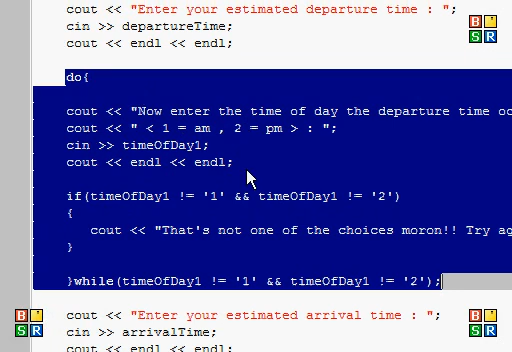 cout << "Enter your estimated departure time : ";
cin >> departureTime;
cout << endl << endl;
do{
cout << "Now enter the time of day the departure time
cout << " < 1 = am , 2 = pm > : ";
cin >> timeOfDay1;
cout << endl << endl;
if(timeOfDay1 != '1' && timeOfDay1 != '2')
{
cout << "That's not one of the choices moron!! Try
}
}while(timeOfDay1 != '1' && timeOfDay1 != '2');
cout << "Enter your estimated arrival time : ";
cin >> arrivalTime;
cout << endl << endl;
B
S R
B
S R
B
S R